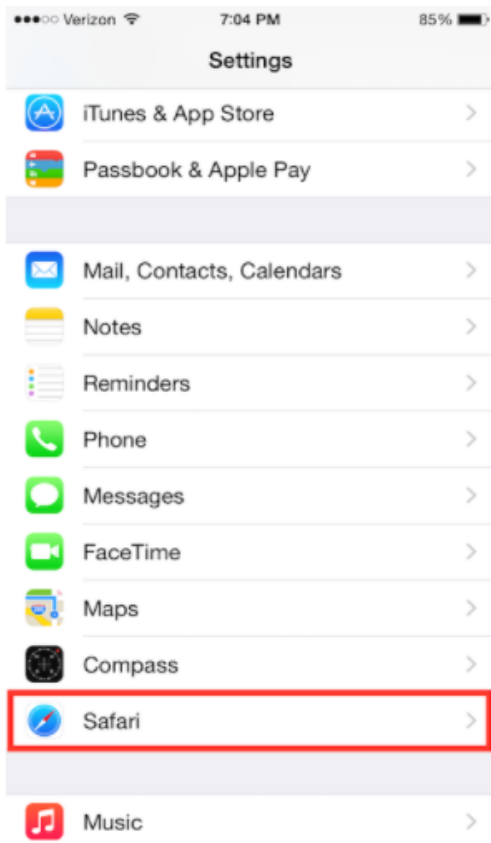 Verizon 7:04 PM 85%
Settings
iTunes & App Store
Passbook & Apple Pay
Mail, Contacts, Calendars
Notes
Reminders
Phone
Messages
FaceTime
Maps
Compass
Safari
Music